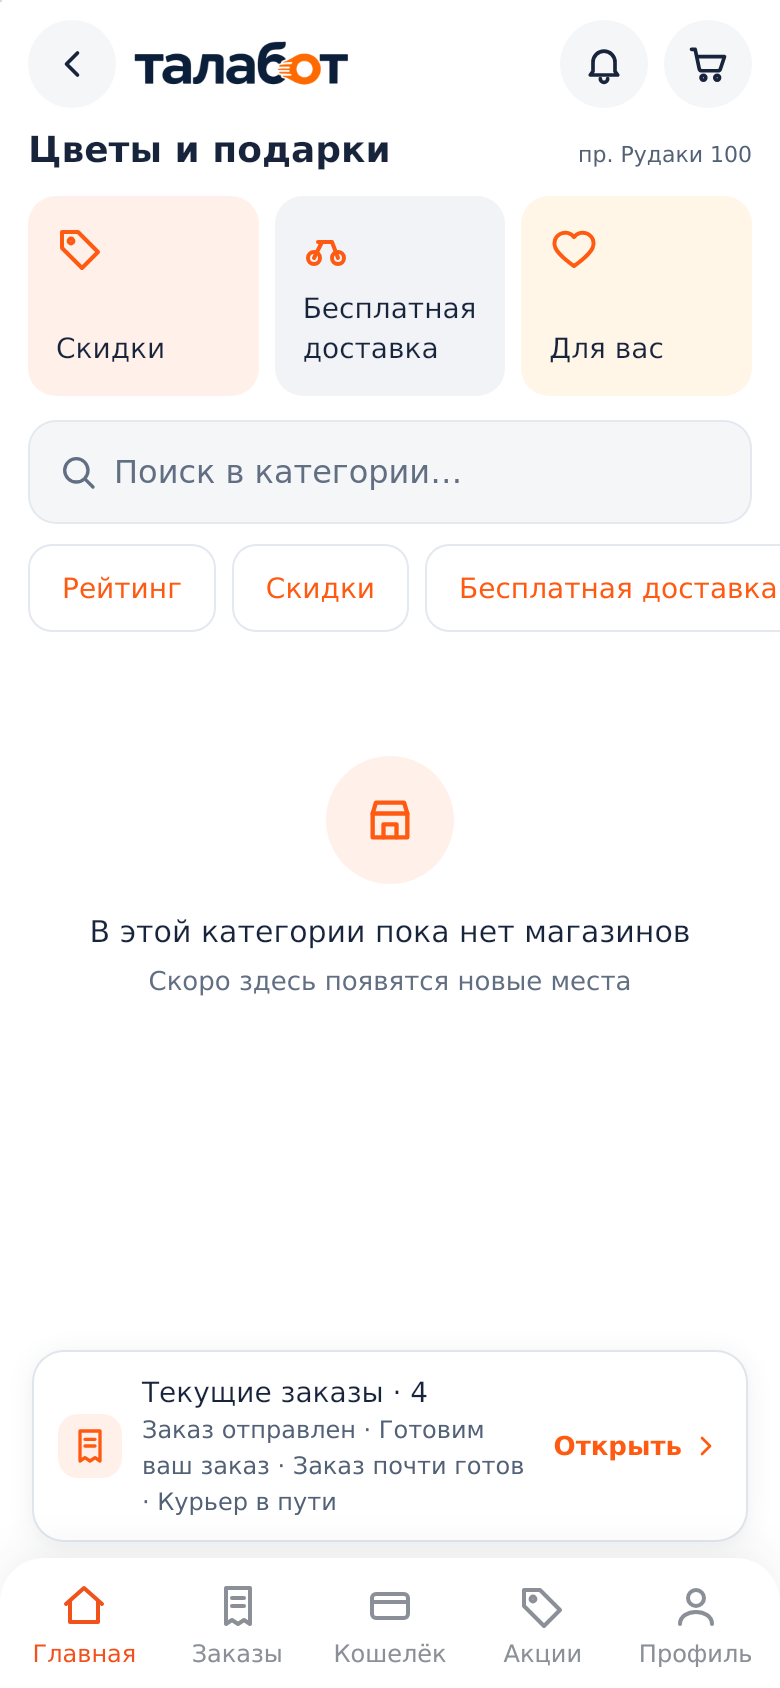 талабот
Цветы и подарки
пр. Рудаки 100
Скидки
Бесплатная
доставка
Для вас
Поиск в категории...
Рейтинг
Скидки
Бесплатная доставка
В этой категории пока нет магазинов
Скоро здесь появятся новые места
Текущие заказы · 4
Заказ отправлен · Готовим
ваш заказ · Заказ почти готов
· Курьер в пути
Открыть
Главная
Заказы
Кошелёк
Акции
Профиль